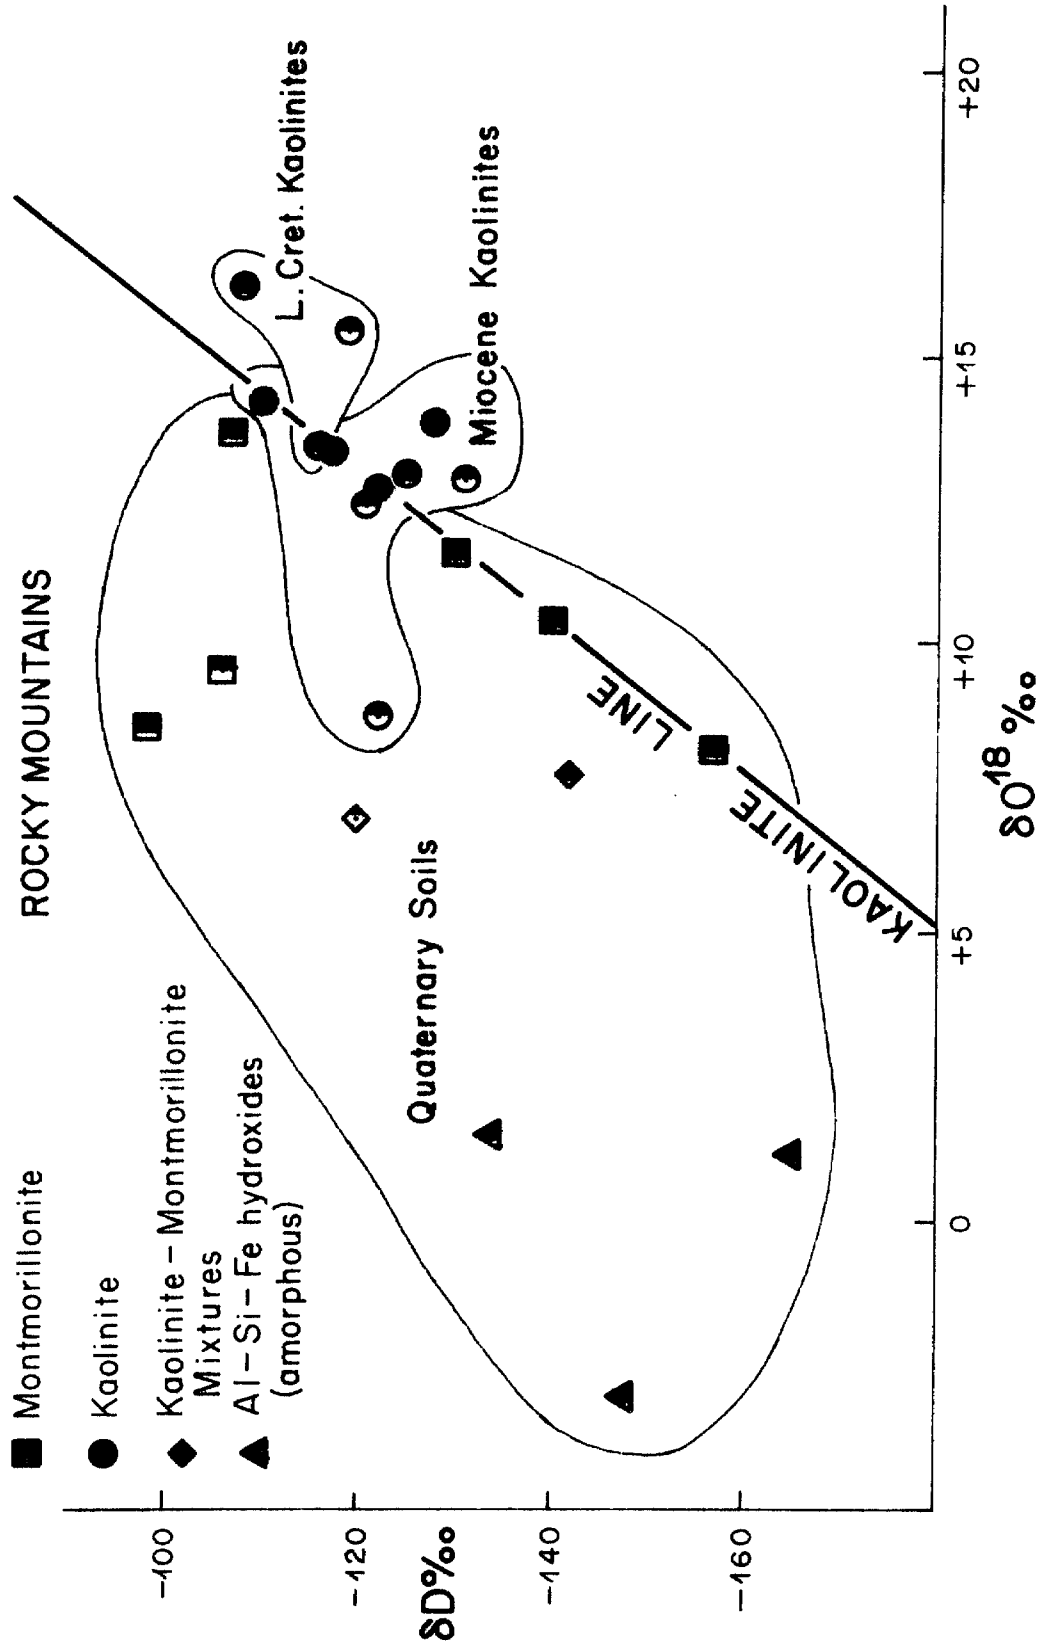 ROCKY MOUNTAINS
Montmorillonite
Kaolinite
Kaolinite – Montmorillonite
Mixtures
Al – Si – Fe hydroxides
(amorphous)
L. Cret. Kaolinites
Miocene Kaolinites
Quaternary Soils
KAOLINITE LINE
δD‰
-100
-120
-140
-160
0
+5
+10
+15
+20
δO¹⁸ ‰